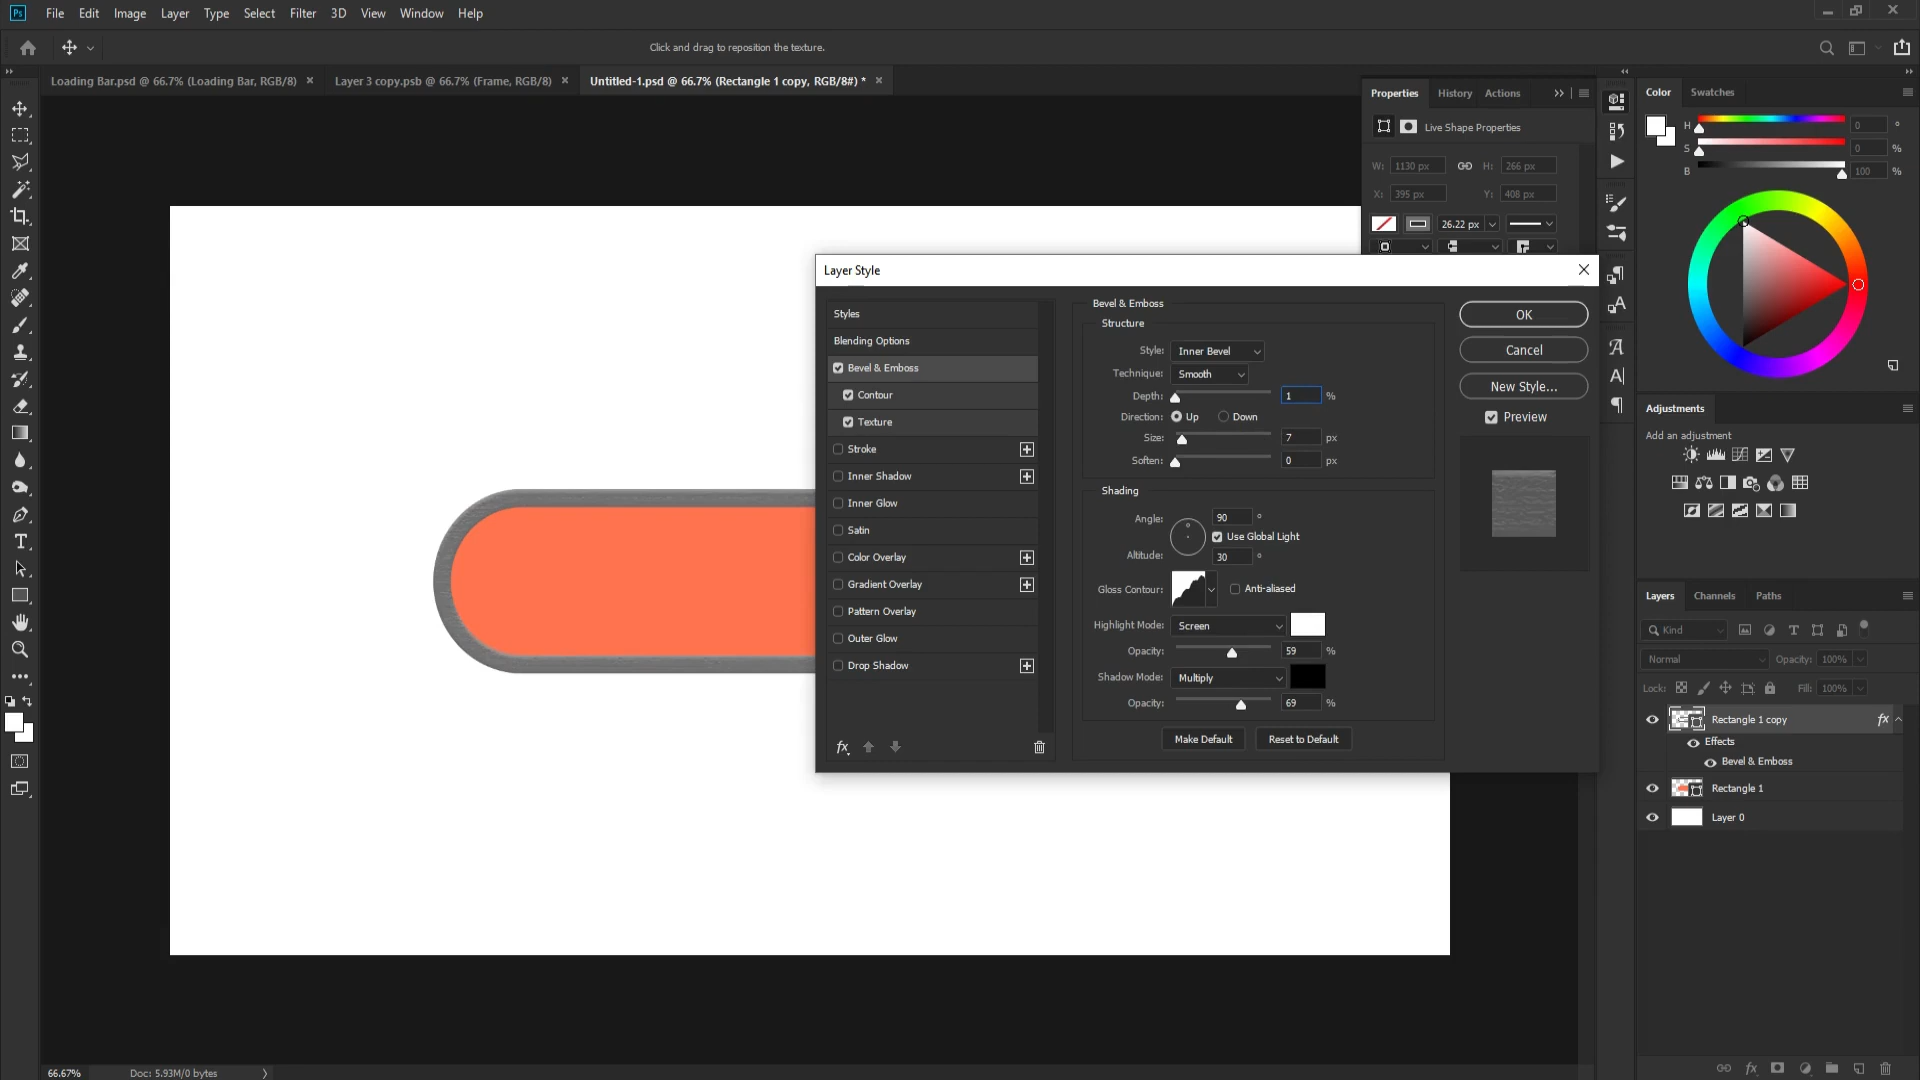 Ps File Edit Image Layer Type Select Filter 3D View Window Help
Click and drag to reposition the texture.
Loading Bar.psd @ 66.7% (Loading Bar, RGB/8) × Layer 3 copy.psb @ 66.7% (Frame, RGB/8) × Untitled-1.psd @ 66.7% (Rectangle 1 copy, RGB/8#) * ×
Properties History Actions
Live Shape Properties
W: 1130 px H: 266 px
X: 395 px Y: 408 px
26.22 px
Color Swatches
H 0 °
S 0 %
B 100 %
Layer Style
Styles
Blending Options
Bevel & Emboss
Contour
Texture
Stroke
Inner Shadow
Inner Glow
Satin
Color Overlay
Gradient Overlay
Pattern Overlay
Outer Glow
Drop Shadow
fx
Bevel & Emboss
Structure
Style: Inner Bevel
Technique: Smooth
Depth: 1 %
Direction: Up Down
Size: 7 px
Soften: 0 px
Shading
Angle: 90 °
Use Global Light
Altitude: 30 °
Gloss Contour: Anti-aliased
Highlight Mode: Screen
Opacity: 59 %
Shadow Mode: Multiply
Opacity: 69 %
Make Default Reset to Default
OK
Cancel
New Style...
Preview
Adjustments
Add an adjustment
Layers Channels Paths
Kind
Normal Opacity: 100%
Lock: Fill: 100%
Rectangle 1 copy fx
Effects
Bevel & Emboss
Rectangle 1
Layer 0
66.67% Doc: 5.93M/0 bytes
fx